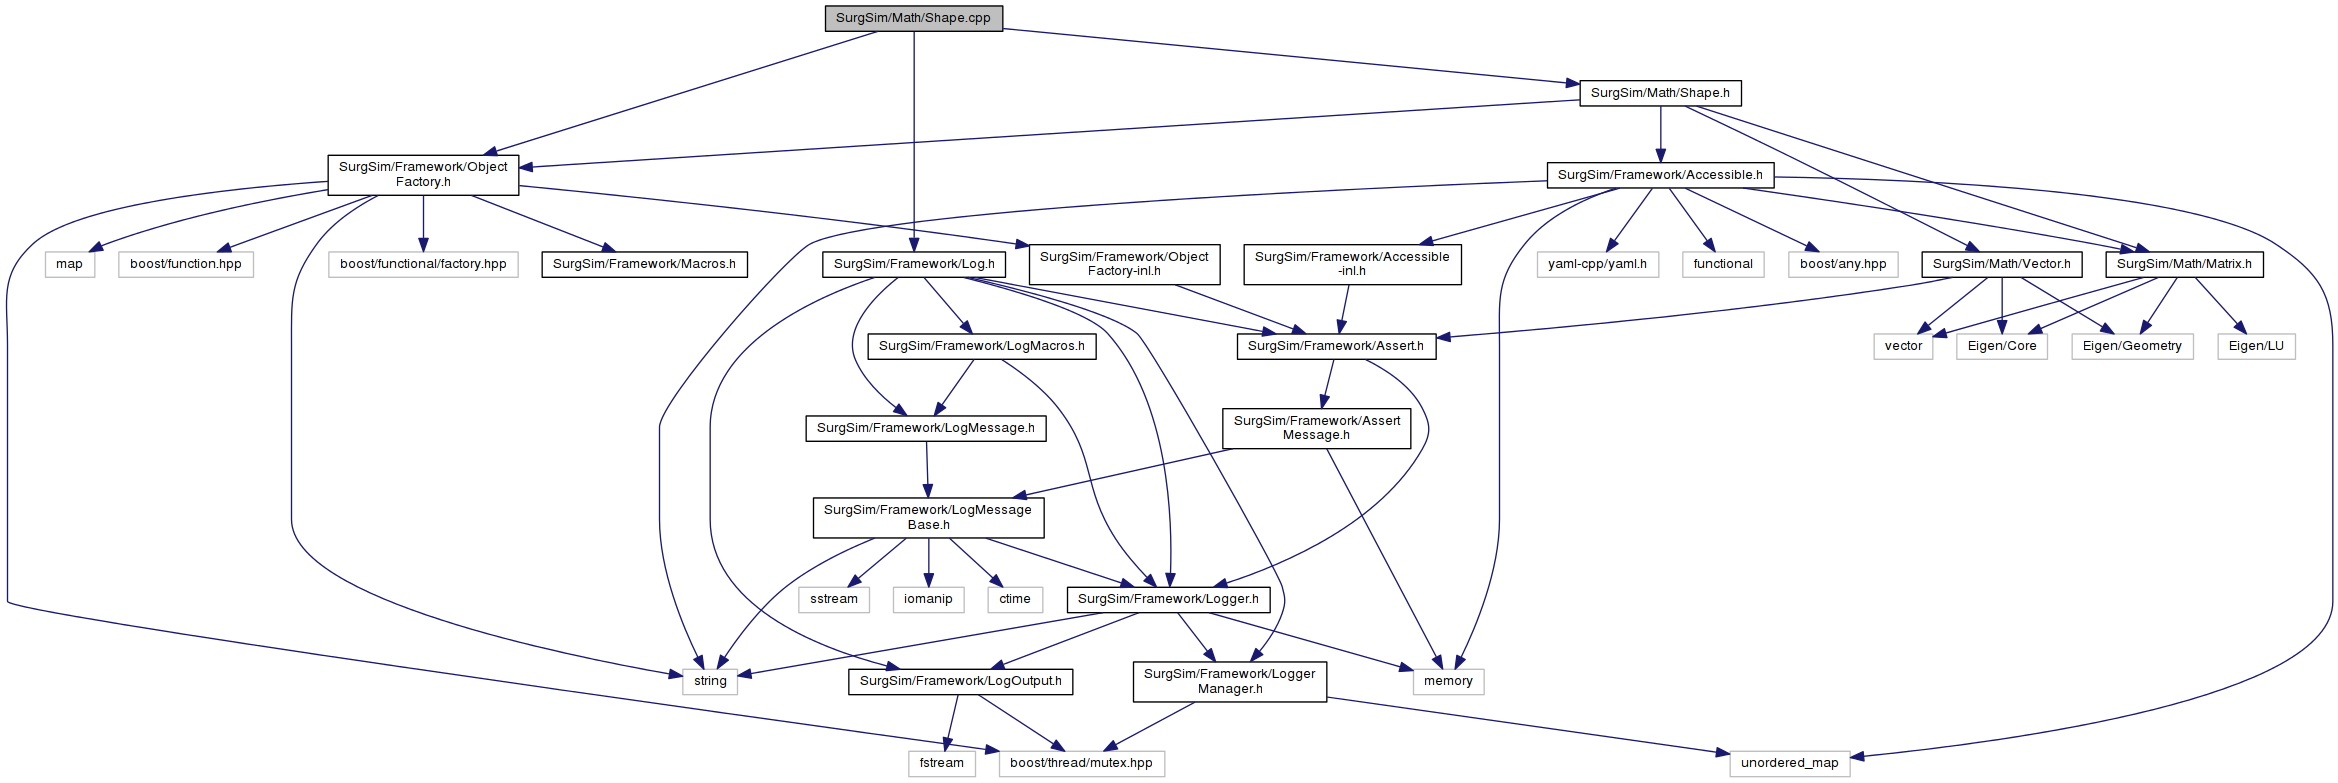 SurgSim/Math/Shape.cpp
SurgSim/Math/Shape.h
SurgSim/Framework/Object
Factory.h
SurgSim/Framework/Accessible.h
map
boost/function.hpp
boost/functional/factory.hpp
SurgSim/Framework/Macros.h
SurgSim/Framework/Log.h
SurgSim/Framework/Object
Factory-inl.h
SurgSim/Framework/Accessible
-inl.h
yaml-cpp/yaml.h
functional
boost/any.hpp
SurgSim/Math/Vector.h
SurgSim/Math/Matrix.h
SurgSim/Framework/LogMacros.h
SurgSim/Framework/Assert.h
vector
Eigen/Core
Eigen/Geometry
Eigen/LU
SurgSim/Framework/LogMessage.h
SurgSim/Framework/Assert
Message.h
SurgSim/Framework/LogMessage
Base.h
sstream
iomanip
ctime
SurgSim/Framework/Logger.h
string
SurgSim/Framework/LogOutput.h
SurgSim/Framework/Logger
Manager.h
memory
fstream
boost/thread/mutex.hpp
unordered_map